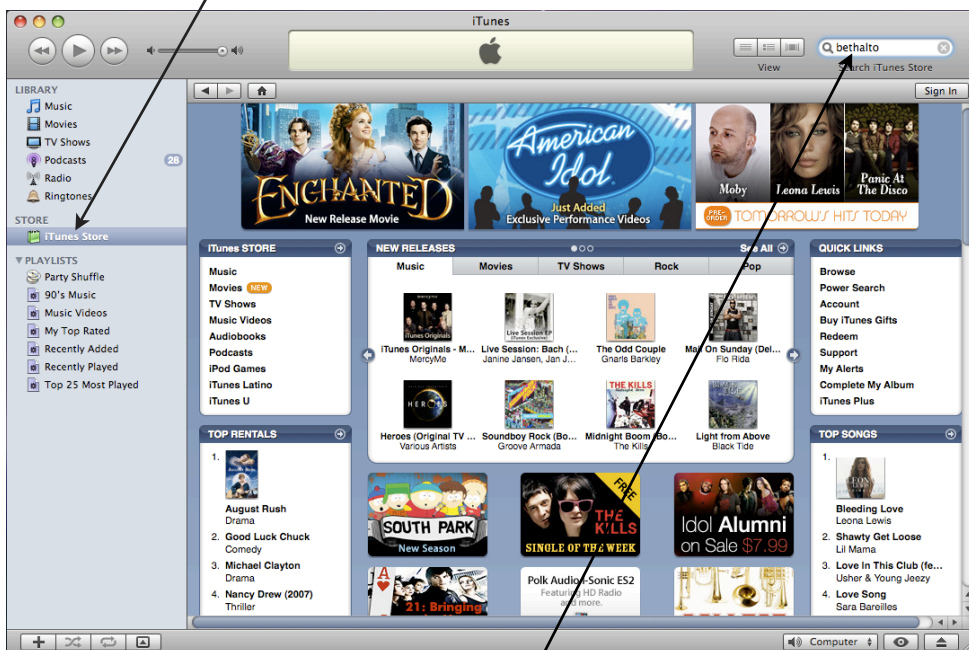 iTunes
bethalto
View
Search iTunes Store
LIBRARY
Music
Movies
TV Shows
Podcasts 28
Radio
Ringtones
STORE
iTunes Store
PLAYLISTS
Party Shuffle
90's Music
Music Videos
My Top Rated
Recently Added
Recently Played
Top 25 Most Played
Sign In
ENCHANTED
New Release Movie
American
Idol
Just Added
Exclusive Performance Videos
Moby
Leona Lewis
Panic At
The Disco
PRE-ORDER TOMORROW'S HITS TODAY
iTunes STORE
Music
Movies NEW
TV Shows
Music Videos
Audiobooks
Podcasts
iPod Games
iTunes Latino
iTunes U
NEW RELEASES
See All
Music Movies TV Shows Rock Pop
iTunes Originals
Live Session EP
iTunes Originals - M... Live Session: Bach (... The Odd Couple Mail On Sunday (Del...
MercyMe Janine Jansen, Jan J... Gnarls Barkley Flo Rida
HEROES
THE KILLS
Heroes (Original TV ... Soundboy Rock (Bo... Midnight Boom (Bo... Light from Above
Various Artists Groove Armada The Kills Black Tide
QUICK LINKS
Browse
Power Search
Account
Buy iTunes Gifts
Redeem
Support
My Alerts
Complete My Album
iTunes Plus
TOP RENTALS
1.
August Rush
Drama
2. Good Luck Chuck
Comedy
3. Michael Clayton
Drama
4. Nancy Drew (2007)
Thriller
SOUTH PARK
New Season
FREE
THE
KILLS
SINGLE OF THE WEEK
Idol Alumni
on Sale $7.99
A
21: Bringing
Polk Audio I-Sonic ES2
Featuring HD Radio
and more.
TOP SONGS
1.
Bleeding Love
Leona Lewis
2. Shawty Get Loose
Lil Mama
3. Love In This Club (fe...
Usher & Young Jeezy
4. Love Song
Sara Bareilles
Computer